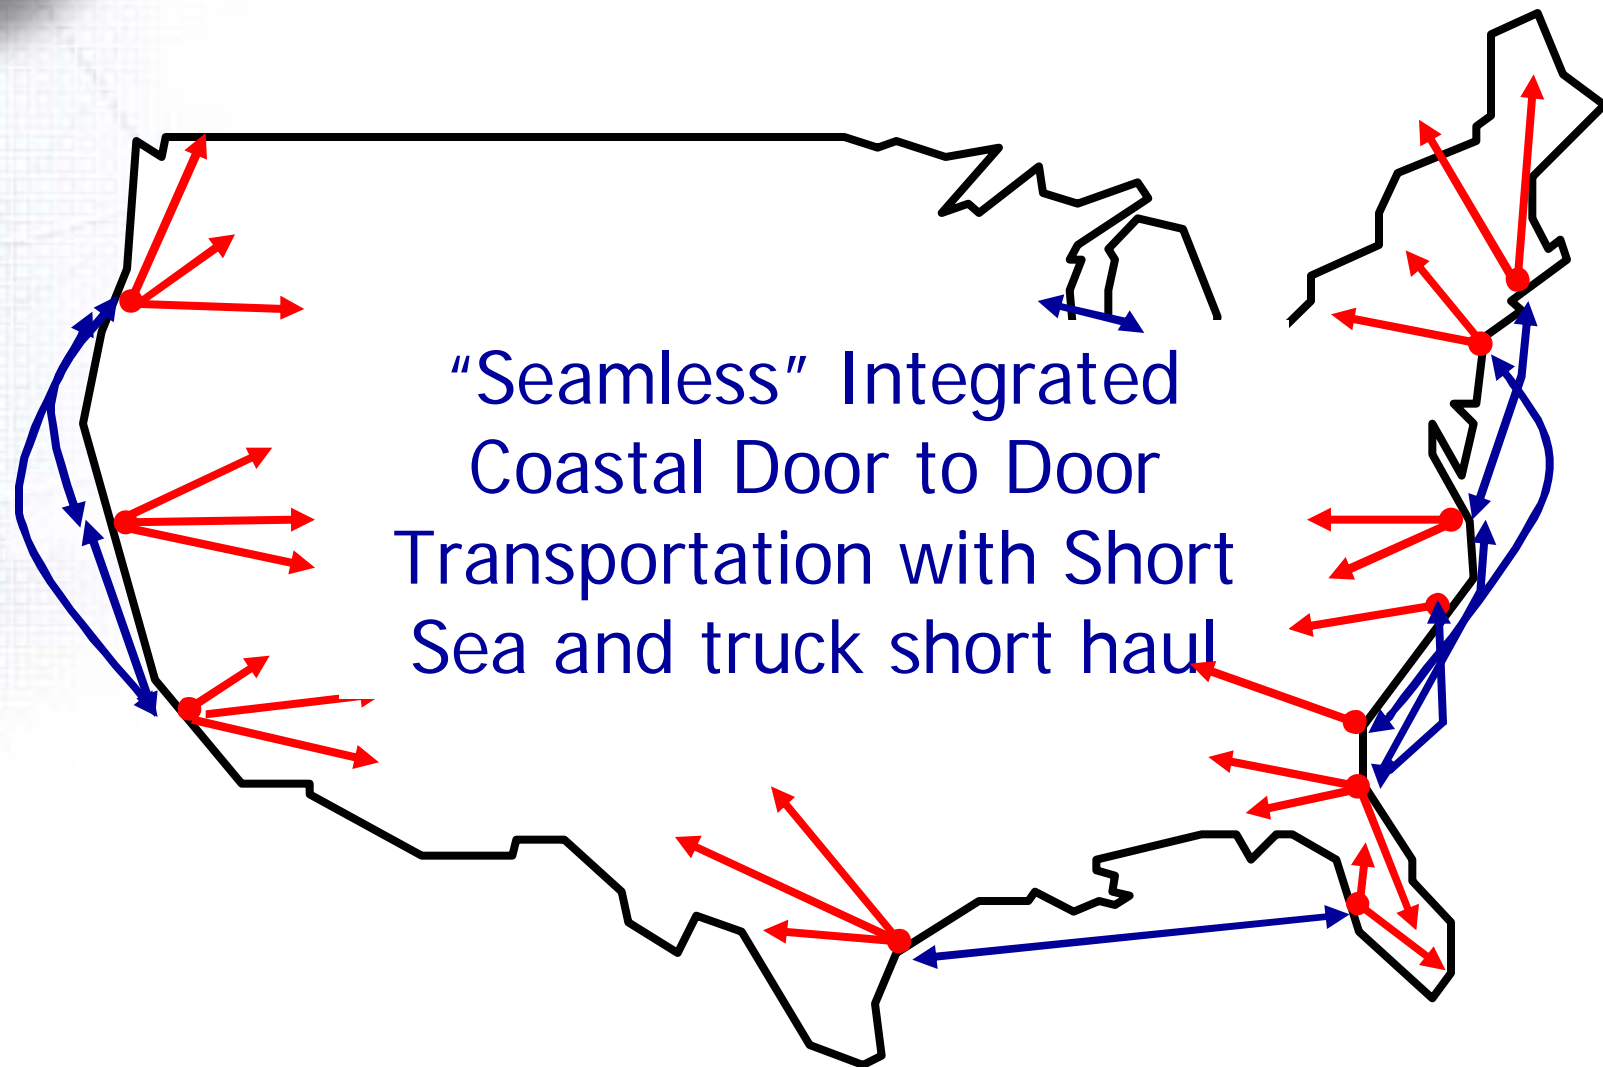 “Seamless” Integrated
Coastal Door to Door
Transportation with Short
Sea and truck short haul